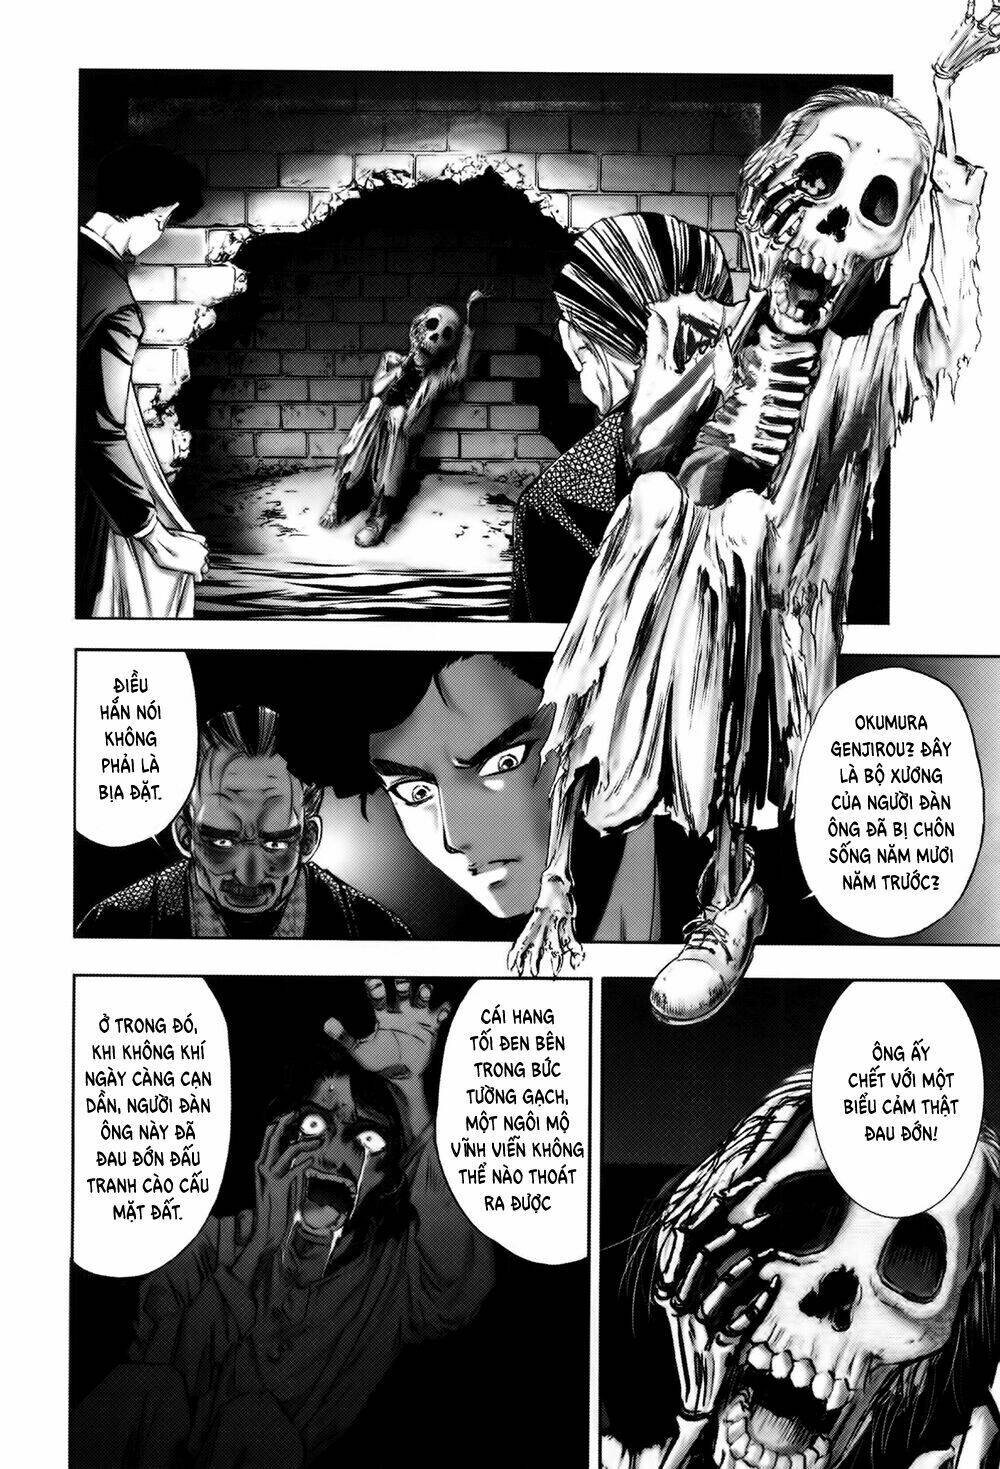 OKUMURA
GENJIROU? ĐÂY
LÀ BỘ XƯƠNG
CỦA NGƯỜI ĐÀN
ÔNG ĐÃ BỊ CHÔN
SỐNG NĂM MƯƠI
NĂM TRƯỚC?
ĐIỀU
HẮN NÓI
KHÔNG
PHẢI LÀ
BỊA ĐẶT.
ÔNG ẤY
CHẾT VỚI MỘT
BIỂU CẢM THẬT
ĐAU ĐỚN!
CÁI HANG
TỐI ĐEN BÊN
TRONG BỨC
TƯỜNG GẠCH,
MỘT NGÔI MỘ
VĨNH VIỄN KHÔNG
THỂ NÀO THOÁT
RA ĐƯỢC
Ở TRONG ĐÓ,
KHI KHÔNG KHÍ
NGÀY CÀNG CẠN
DẦN, NGƯỜI ĐÀN
ÔNG NÀY ĐÃ
ĐAU ĐỚN ĐẤU
TRANH CÀO CẤU
MẶT ĐẤT.